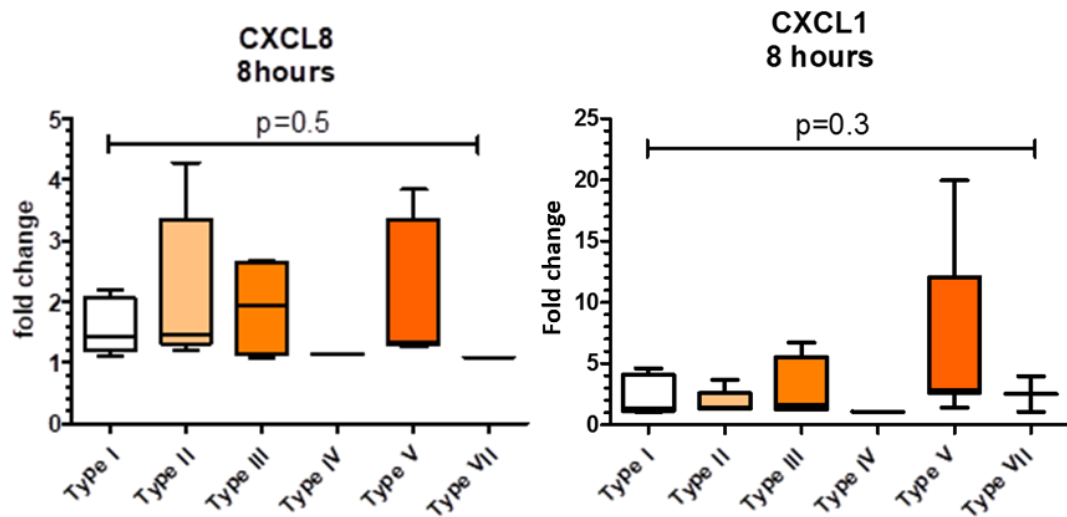 CXCL8
8hours
p=0.5
fold change
5
4
3
2
1
0
Type I
Type II
Type III
Type IV
Type V
Type VII
CXCL1
8 hours
p=0.3
Fold change
25
20
15
10
5
0
Type I
Type II
Type III
Type IV
Type V
Type VII